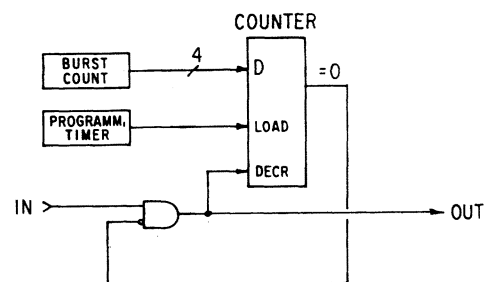 COUNTER
BURST
COUNT
4
D
=0
PROGRAMM.
TIMER
LOAD
DECR
IN
OUT